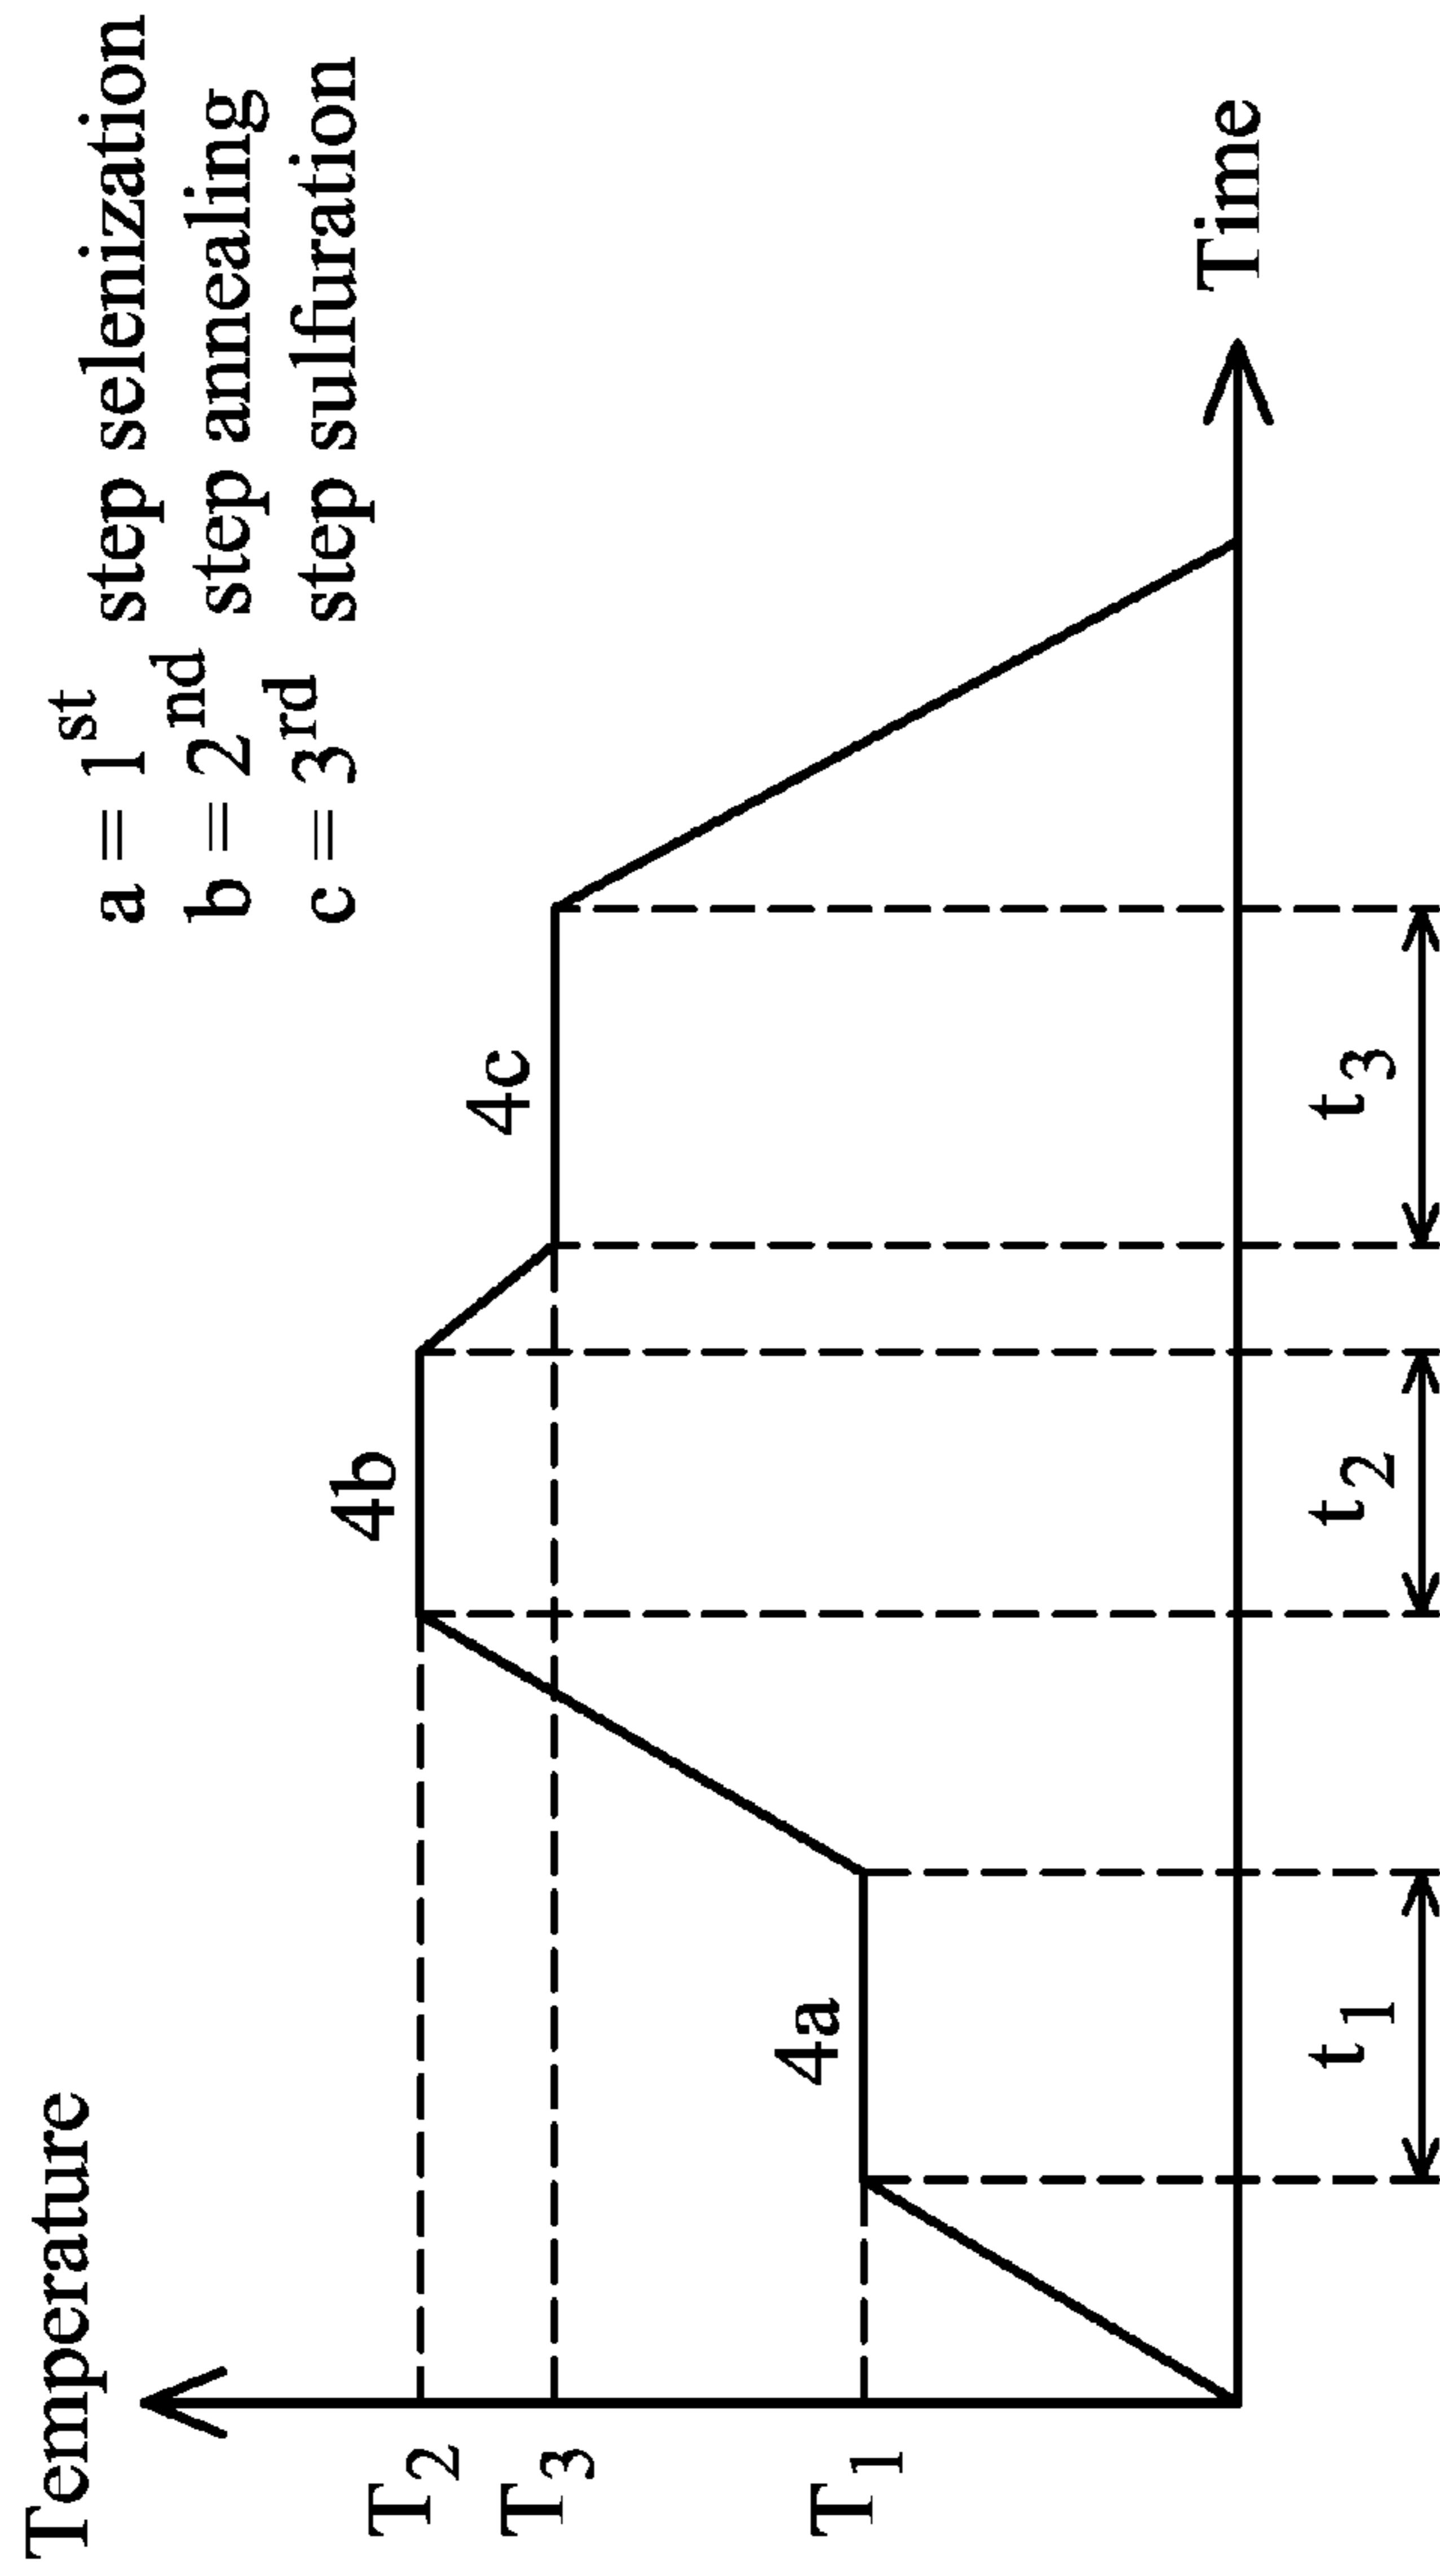 Temperature
a = 1st step selenization
b = 2nd step annealing
c = 3rd step sulfuration
T2
4b
T3
4c
T1
4a
Time
t1
t2
t3